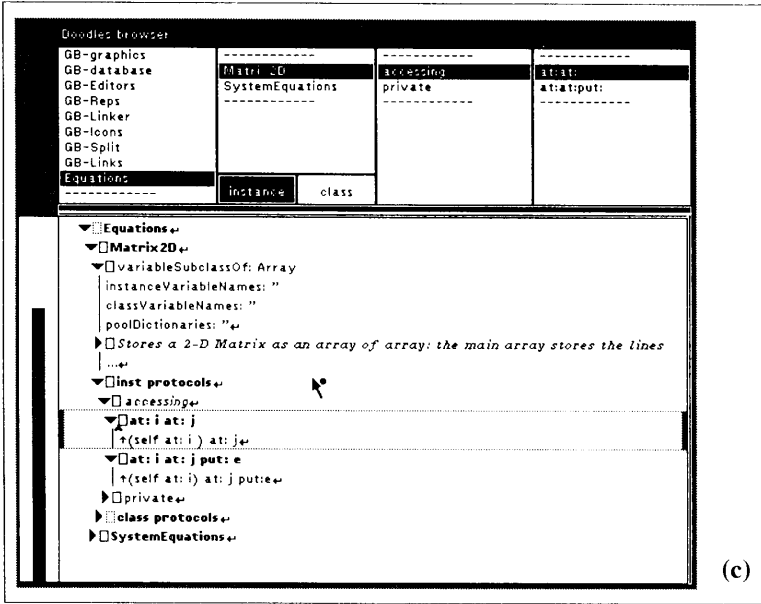 Doodles browser
GB-graphics
GB-database
GB-Editors
GB-Reps
GB-Linker
GB-Icons
GB-Split
GB-Links
Equations
------------
------------
Matri 2D
SystemEquations
------------
instance class
------------
accessing
private
------------
------------
at:at:
at:at:put:
------------
Equations↵
Matrix2D↵
variableSubclassOf: Array
instanceVariableNames: ''
classVariableNames: ''
poolDictionaries: ''↵
Stores a 2-D Matrix as an array of array: the main array stores the lines
...↵
inst protocols↵
accessing↵
at: i at: j
↑(self at: i ) at: j↵
at: i at: j put: e
↑(self at: i) at: j put:e↵
private↵
class protocols↵
SystemEquations↵
(c)